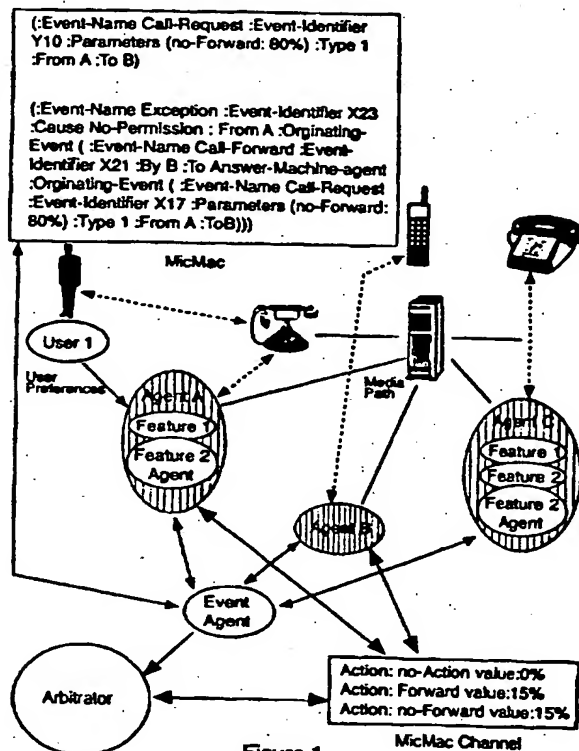 (:Event-Name Call-Request :Event-Identifier
Y10 :Parameters (no-Forward: 80%) :Type 1
:From A :To B)
(:Event-Name Exception :Event-Identifier X23
:Cause No-Permission : From A :Orginating-
Event ( :Event-Name Call-Forward :Event-
Identifier X21 :By B :To Answer-Machine-agent
:Orginating-Event ( :Event-Name Call-Request
:Event-Identifier X17 :Parameters (no-Forward:
80%) :Type 1 :From A :ToB)))
MicMac
User 1
User
Preferences
Agent A
Feature 1
Feature 2
Agent
Media
Path
Agent B
Agent C
Feature 1
Feature 2
Feature 2
Agent
Event
Agent
Arbitrator
Action: no-Action value:0%
Action: Forward value:15%
Action: no-Forward value:15%
MicMac Channel
Figure 1